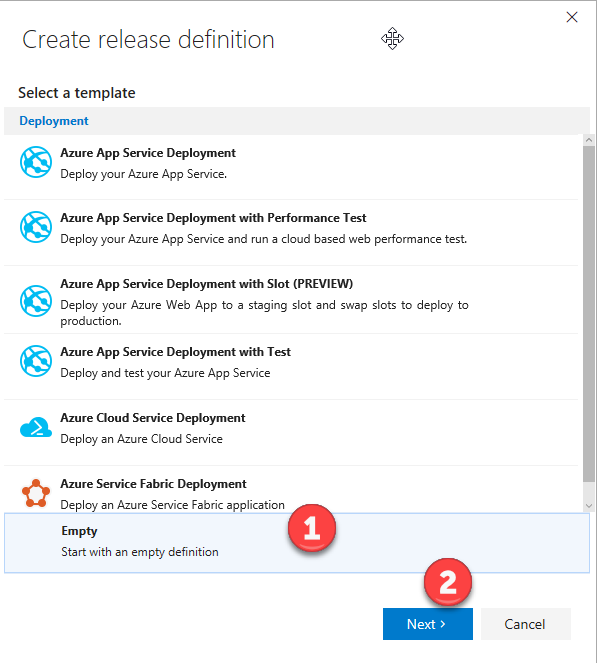 Create release definition
Select a template
Deployment
Azure App Service Deployment
Deploy your Azure App Service.
Azure App Service Deployment with Performance Test
Deploy your Azure App Service and run a cloud based web performance test.
Azure App Service Deployment with Slot (PREVIEW)
Deploy your Azure Web App to a staging slot and swap slots to deploy to
production.
Azure App Service Deployment with Test
Deploy and test your Azure App Service
Azure Cloud Service Deployment
Deploy an Azure Cloud Service
Azure Service Fabric Deployment
Deploy an Azure Service Fabric application
Empty
1
Start with an empty definition
2
Next >
Cancel